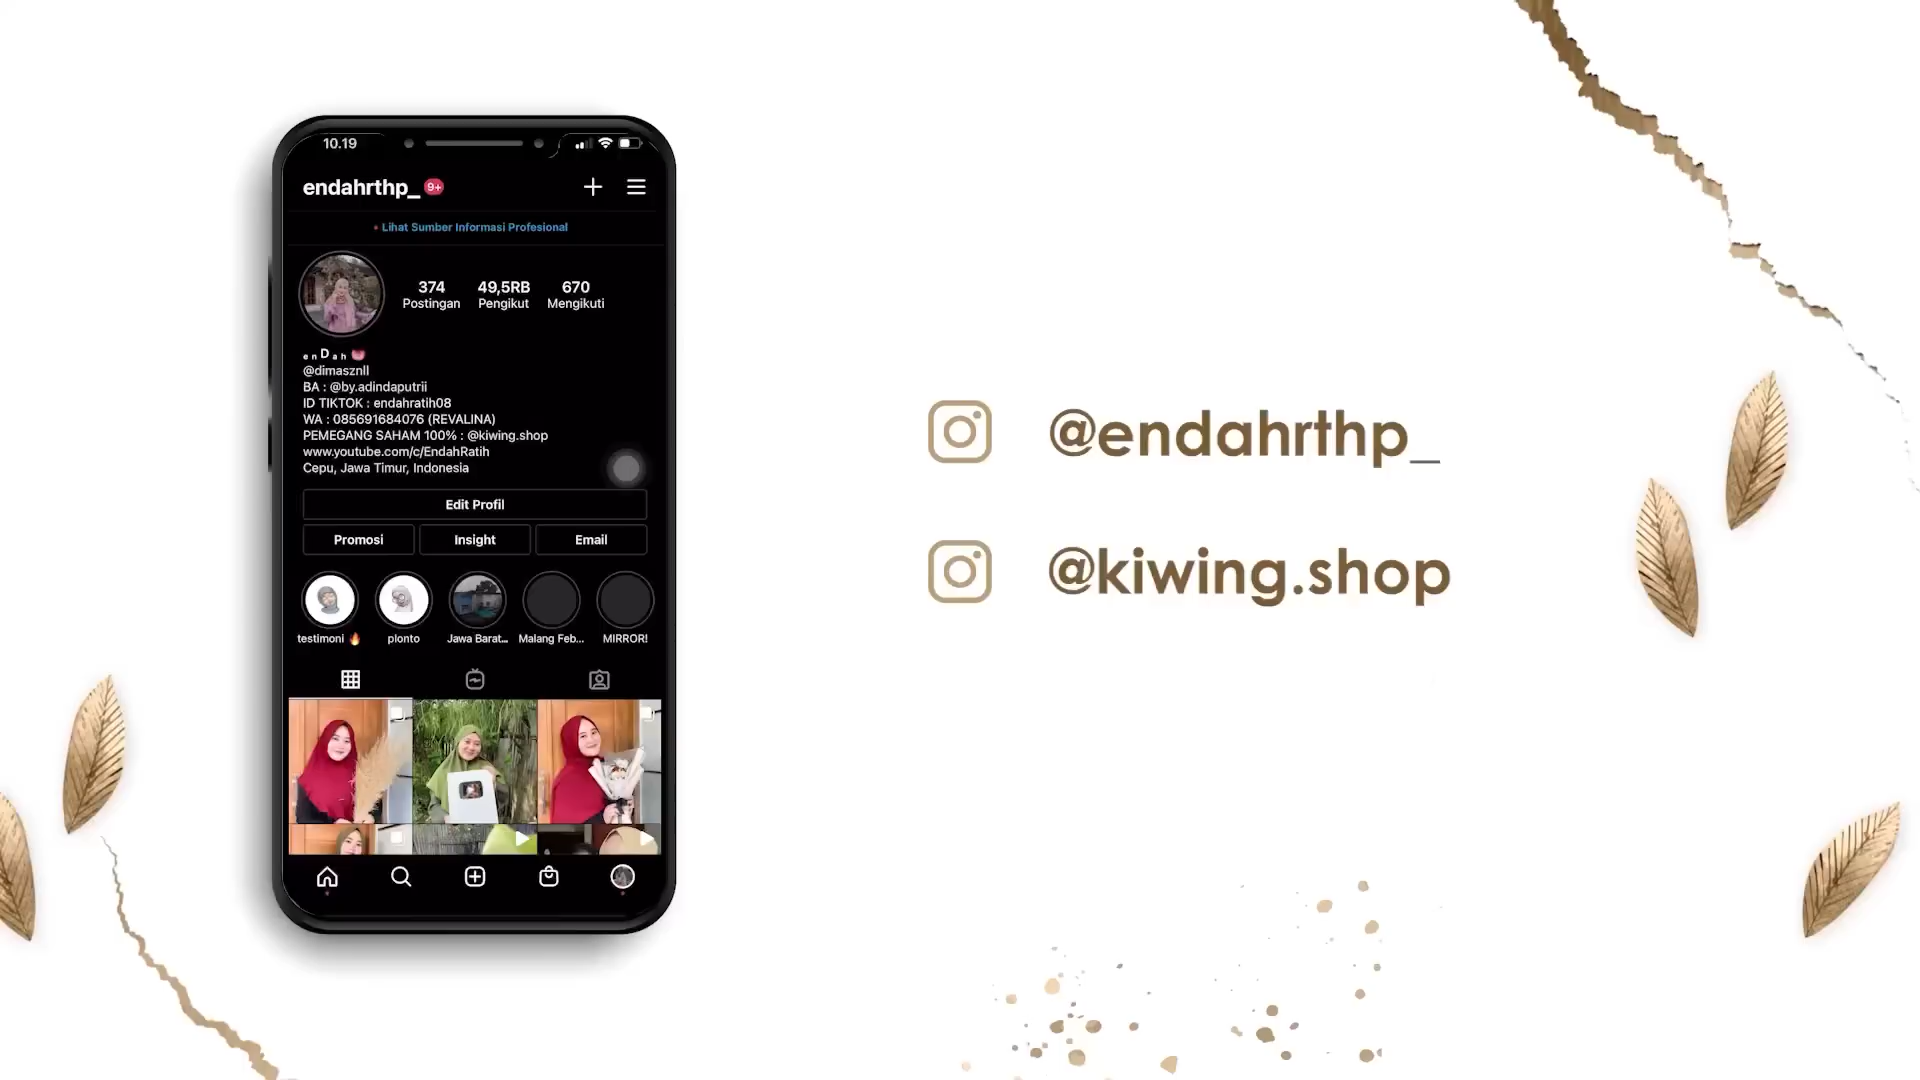 10.19
endahrthp_ 9+
Lihat Sumber Informasi Profesional
374 49,5RB 670
Postingan Pengikut Mengikuti
enDah
@dimasznll
BA : @by.adindaputrii
ID TIKTOK : endahratih08
WA : 085691684076 (REVALINA)
PEMEGANG SAHAM 100% : @kiwing.shop
www.youtube.com/c/EndahRatih
Cepu, Jawa Timur, Indonesia
Edit Profil
Promosi Insight Email
testimoni plonto Jawa Barat... Malang Feb... MIRROR!
@endahrthp_
@kiwing.shop